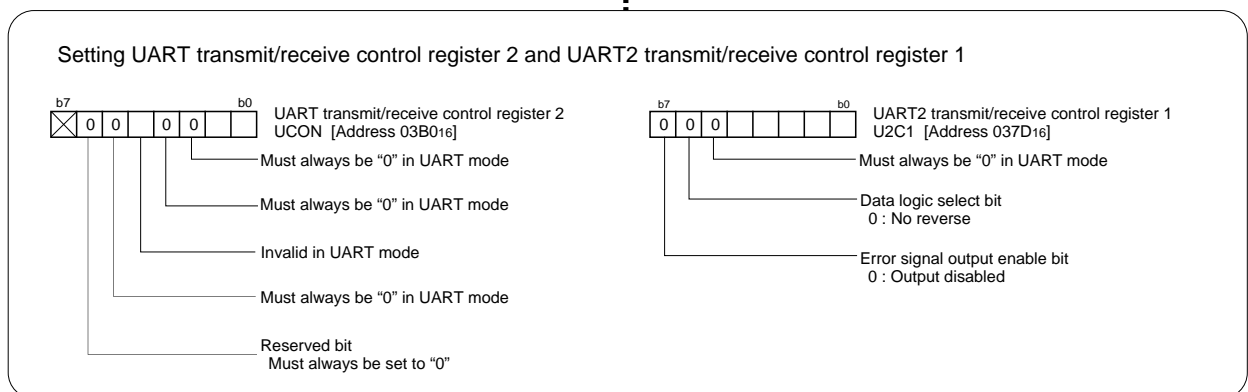 Setting UART transmit/receive control register 2 and UART2 transmit/receive control register 1
b7 b0
0 0 0 0
UART transmit/receive control register 2
UCON [Address 03B016]
Must always be “0” in UART mode
Must always be “0” in UART mode
Invalid in UART mode
Must always be “0” in UART mode
Reserved bit
Must always be set to “0”
b7 b0
0 0 0
UART2 transmit/receive control register 1
U2C1 [Address 037D16]
Must always be “0” in UART mode
Data logic select bit
0 : No reverse
Error signal output enable bit
0 : Output disabled